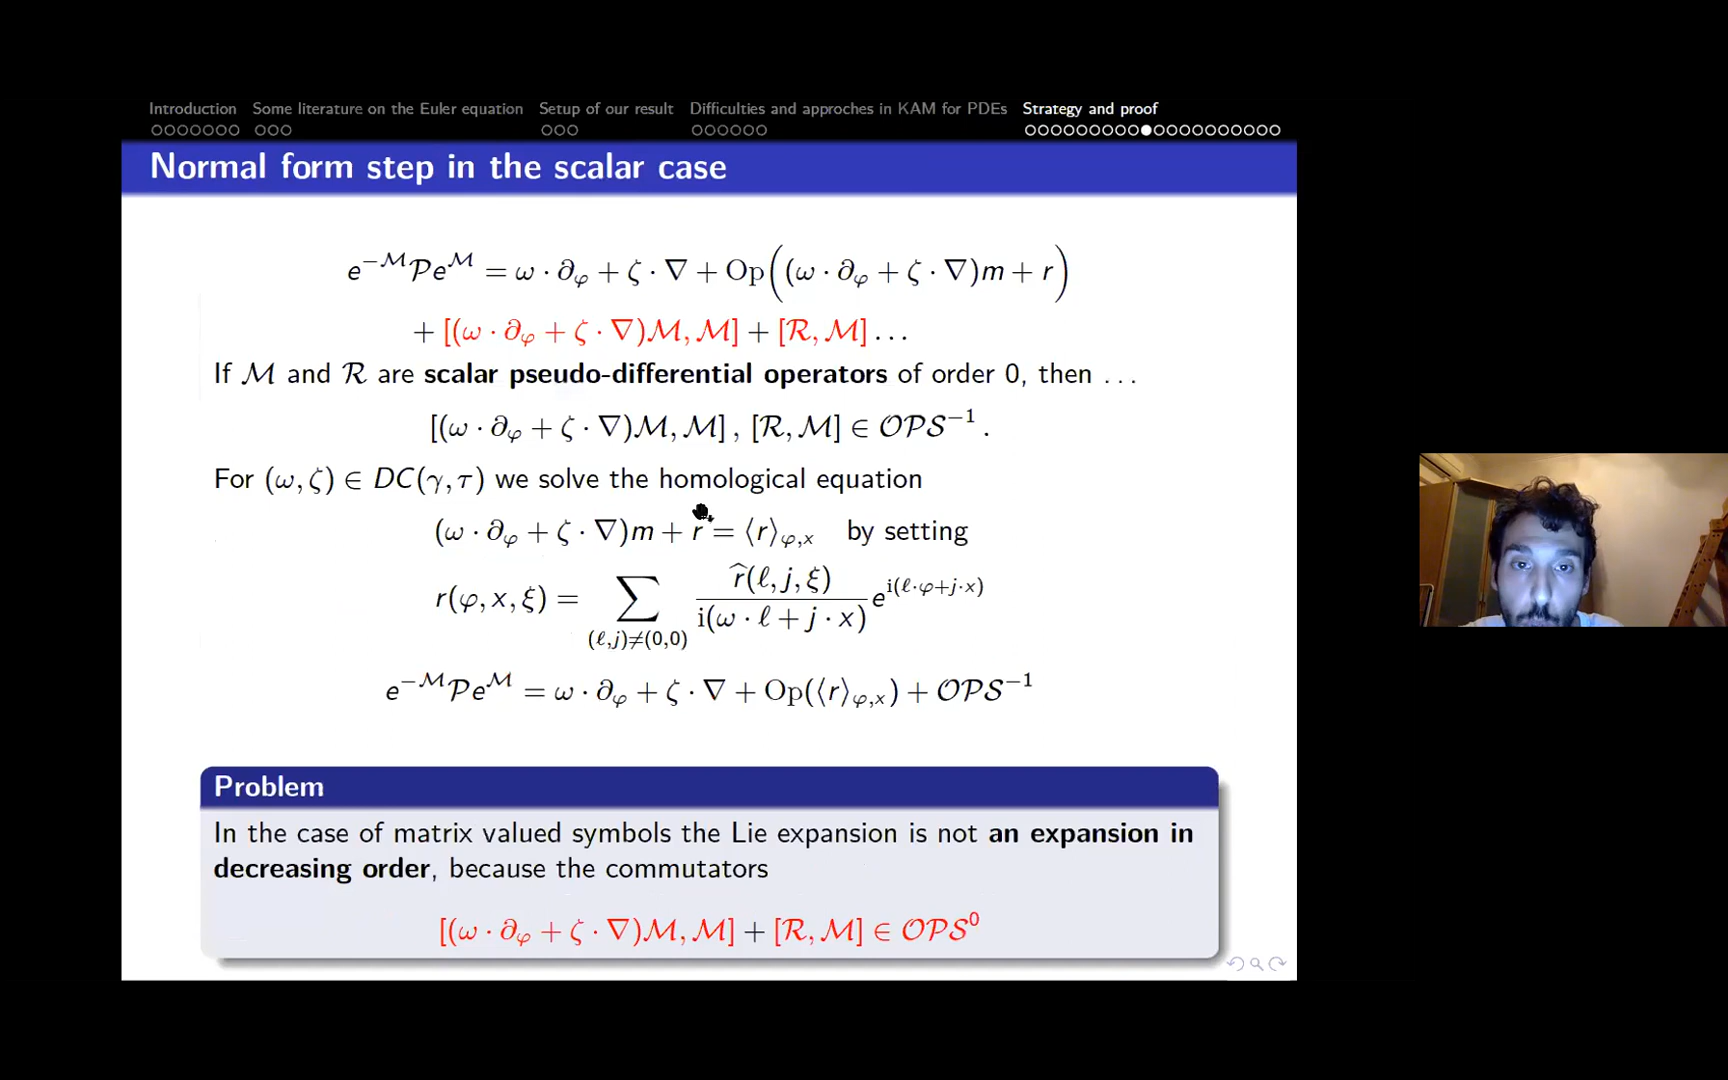 Introduction Some literature on the Euler equation Setup of our result Difficulties and approches in KAM for PDEs Strategy and proof
Normal form step in the scalar case
e^{−ℳ}𝒫e^{ℳ} = ω · ∂_φ + ζ · ∇ + Op((ω · ∂_φ + ζ · ∇)m + r)
+ [(ω · ∂_φ + ζ · ∇)ℳ, ℳ] + [ℛ, ℳ] . . .
If ℳ and ℛ are scalar pseudo-differential operators of order 0, then . . .
[(ω · ∂_φ + ζ · ∇)ℳ, ℳ] , [ℛ, ℳ] ∈ 𝒪𝒫𝒮^{−1} .
For (ω, ζ) ∈ DC(γ, τ) we solve the homological equation
(ω · ∂_φ + ζ · ∇)m + r = ⟨r⟩_{φ,x} by setting
r(φ, x, ξ) = ∑_{(ℓ,j)≠(0,0)} \frac{\widehat{r}(ℓ, j, ξ)}{i(ω · ℓ + j · x)} e^{i(ℓ·φ+j·x)}
e^{−ℳ}𝒫e^{ℳ} = ω · ∂_φ + ζ · ∇ + Op(⟨r⟩_{φ,x}) + 𝒪𝒫𝒮^{−1}
Problem
In the case of matrix valued symbols the Lie expansion is not an expansion in
decreasing order, because the commutators
[(ω · ∂_φ + ζ · ∇)ℳ, ℳ] + [ℛ, ℳ] ∈ 𝒪𝒫𝒮^0